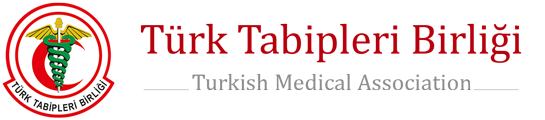 TÜRK TABİPLERİ BİRLİĞİ
Türk Tabipleri Birliği
Turkish Medical Association